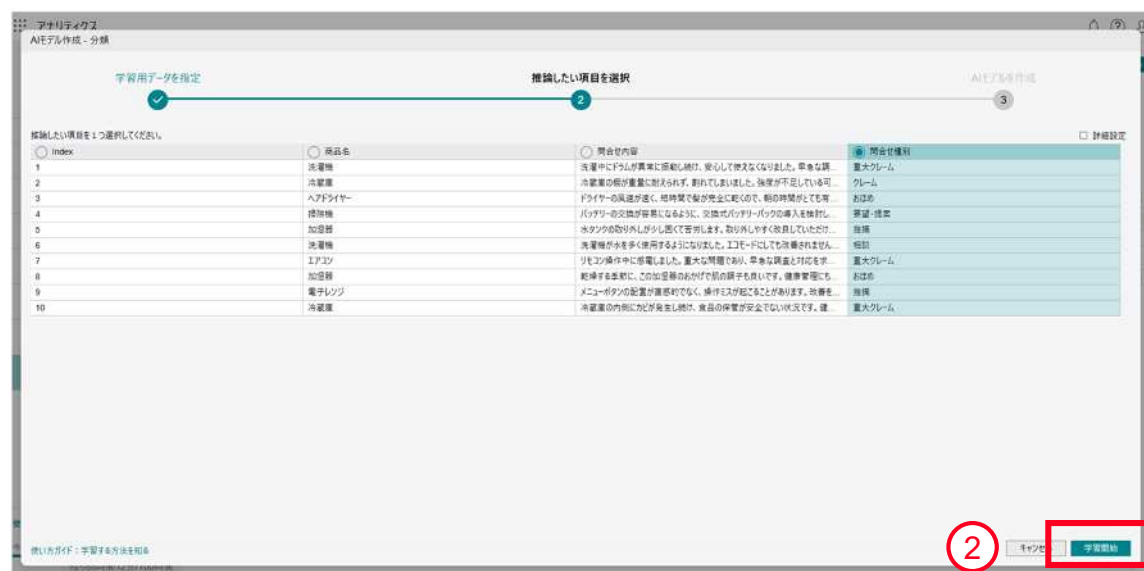 アナリティクス
AIモデル作成 - 分類
学習用データを指定
推論したい項目を選択
AIモデルを作成
2
3
推論したい項目を1つ選択してください。
詳細設定
Index 商品名 問合せ内容 問合せ種別
1 洗濯機 洗濯中にドラムが異常に振動し続け、安心して使えなくなりました。早急な調... 重大クレーム
2 冷蔵庫 冷蔵庫の棚が重量に耐えられず、割れてしまいました。強度が不足している可... クレーム
3 ヘアドライヤー ドライヤーの風速が速く、短時間で髪が完全に乾くので、朝の時間がとても有... おほめ
4 掃除機 バッテリーの交換が容易になるように、交換式バッテリーパックの導入を検討し... 要望・提案
5 加湿器 水タンクの取り外しが少し固くて苦労します。取り外しやすく改良していただけ... 指摘
6 洗濯機 洗濯機が水を多く使用するようになりました。エコモードにしても改善されません... 相談
7 エアコン リモコン操作中に感電しました。重大な問題であり、早急な調査と対応を求... 重大クレーム
8 加湿器 乾燥する季節に、この加湿器のおかげで肌の調子も良いです。健康管理にも... おほめ
9 電子レンジ メニューボタンの配置が直感的でなく、操作ミスが起こることがあります。改善を... 指摘
10 冷蔵庫 冷蔵庫の内側にカビが発生し続け、食品の保管が安全でない状況です。健... 重大クレーム
使い方ガイド：学習する方法を知る
2
キャンセ
学習開始